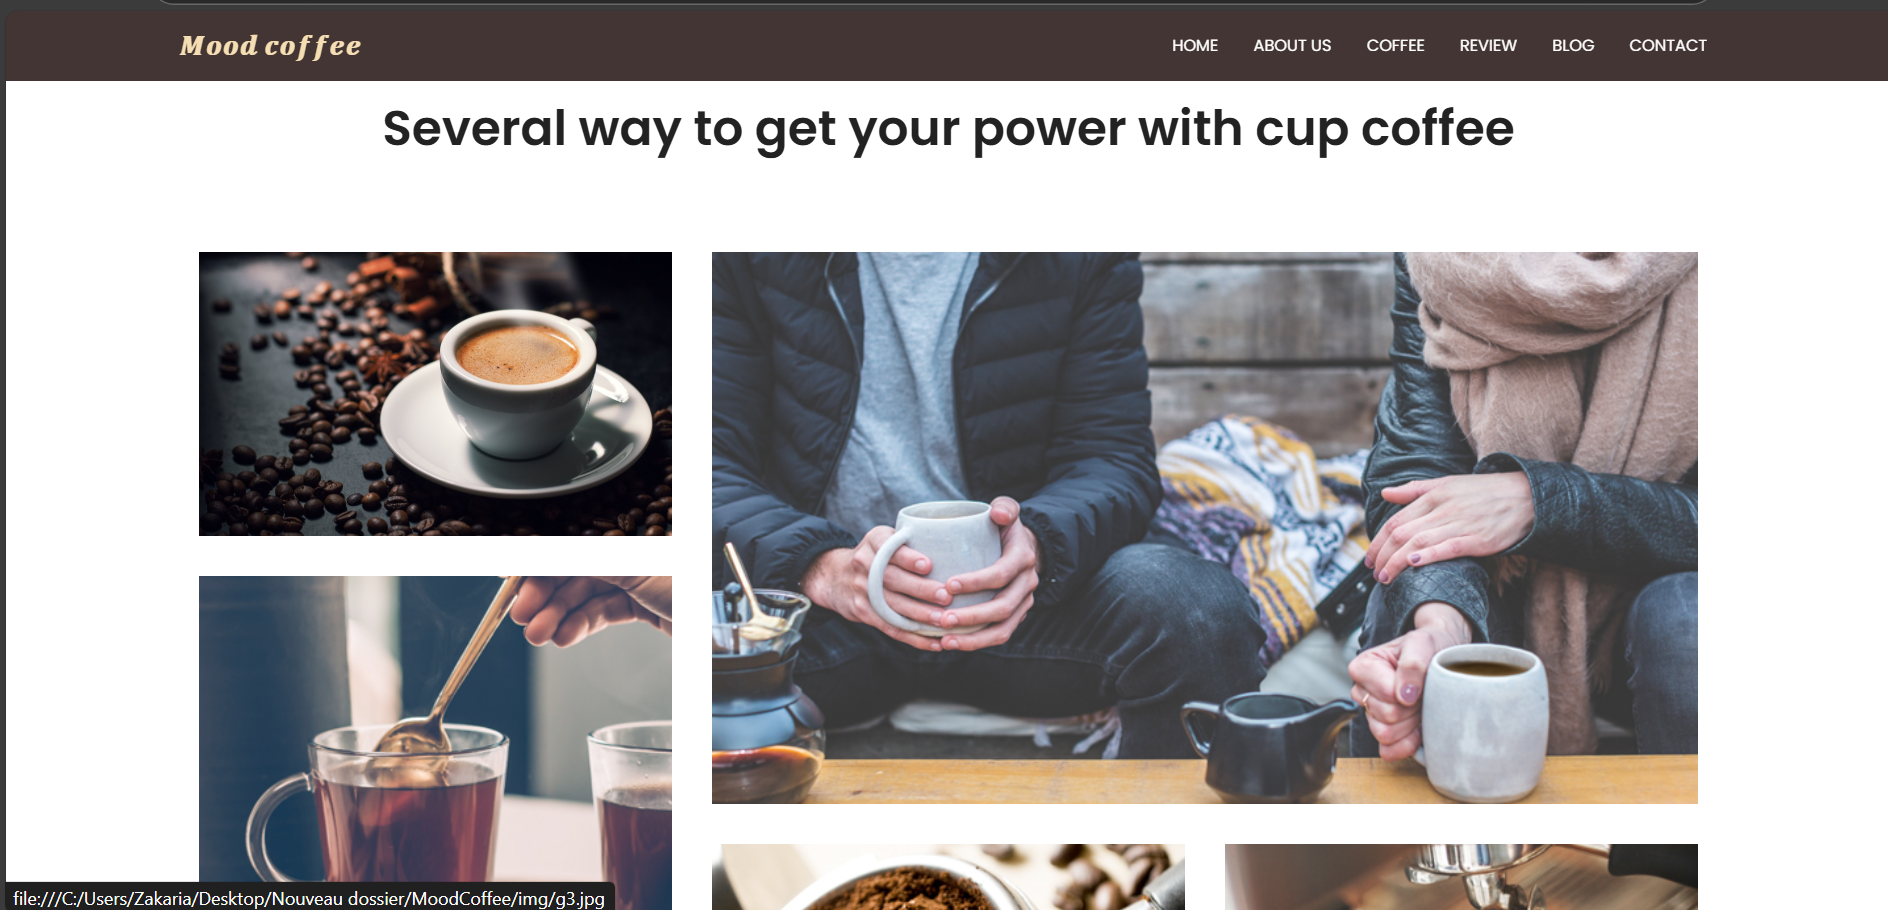 Mood coffee
HOME ABOUT US COFFEE REVIEW BLOG CONTACT
Several way to get your power with cup coffee
file:///C:/Users/Zakaria/Desktop/Nouveau dossier/MoodCoffee/img/g3.jpg